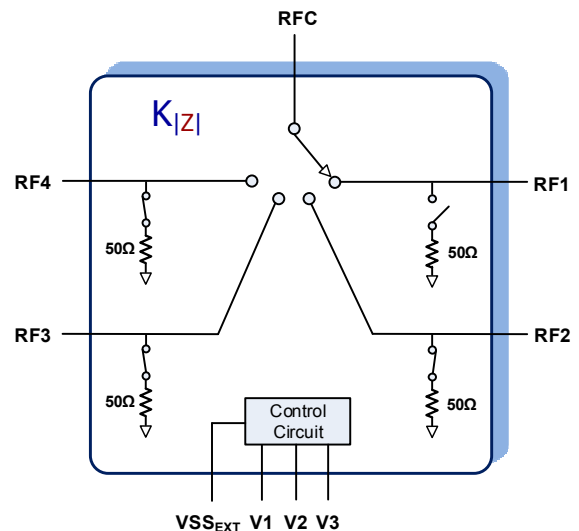 RFC
K|Z|
RF4
RF1
50Ω
50Ω
RF3
RF2
50Ω
50Ω
Control
Circuit
VSSEXT V1 V2 V3